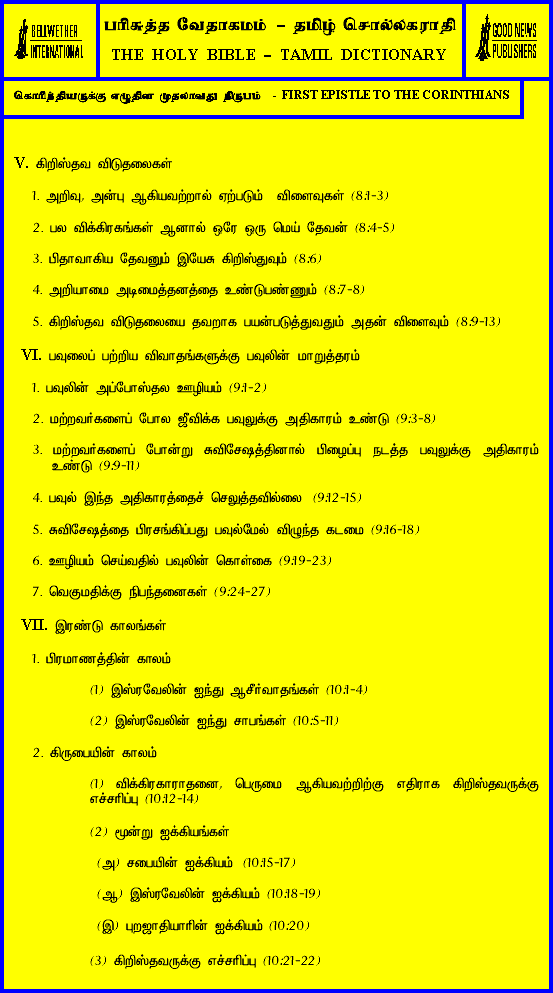 BELLWETHER
INTERNATIONAL
பரிசுத்த வேதாகமம் – தமிழ் சொல்லகராதி
THE HOLY BIBLE – TAMIL DICTIONARY
GOOD NEWS
PUBLISHERS
கொரிந்தியருக்கு எழுதின முதலாவது நிருபம் - FIRST EPISTLE TO THE CORINTHIANS
V. கிறிஸ்தவ விடுதலைகள்
1. அறிவு, அன்பு ஆகியவற்றால் ஏற்படும் விளைவுகள் (8:1-3)
2. பல விக்கிரகங்கள் ஆனால் ஒரே ஒரு மெய் தேவன் (8:4-5)
3. பிதாவாகிய தேவனும் இயேசு கிறிஸ்துவும் (8:6)
4. அறியாமை அடிமைத்தனத்தை உண்டுபண்ணும் (8:7-8)
5. கிறிஸ்தவ விடுதலையை தவறாக பயன்படுத்துவதும் அதன் விளைவும் (8:9-13)
VI. பவுலைப் பற்றிய விவாதங்களுக்கு பவுலின் மாறுத்தரம்
1. பவுலின் அப்போஸ்தல ஊழியம் (9:1-2)
2. மற்றவர்களைப் போல ஜீவிக்க பவுலுக்கு அதிகாரம் உண்டு (9:3-8)
3. மற்றவர்களைப் போன்று சுவிசேஷத்தினால் பிழைப்பு நடத்த பவுலுக்கு அதிகாரம்
உண்டு (9:9-11)
4. பவுல் இந்த அதிகாரத்தைச் செலுத்தவில்லை (9:12-15)
5. சுவிசேஷத்தை பிரசங்கிப்பது பவுல்மேல் விழுந்த கடமை (9:16-18)
6. ஊழியம் செய்வதில் பவுலின் கொள்கை (9:19-23)
7. வெகுமதிக்கு நிபந்தனைகள் (9:24-27)
VII. இரண்டு காலங்கள்
1. பிரமாணத்தின் காலம்
(1) இஸ்ரவேலின் ஐந்து ஆசீர்வாதங்கள் (10:1-4)
(2) இஸ்ரவேலின் ஐந்து சாபங்கள் (10:5-11)
2. கிருபையின் காலம்
(1) விக்கிரகாராதனை, பெருமை ஆகியவற்றிற்கு எதிராக கிறிஸ்தவருக்கு
எச்சரிப்பு (10:12-14)
(2) மூன்று ஐக்கியங்கள்
(அ) சபையின் ஐக்கியம் (10:15-17)
(ஆ) இஸ்ரவேலின் ஐக்கியம் (10:18-19)
(இ) புறஜாதியாரின் ஐக்கியம் (10:20)
(3) கிறிஸ்தவருக்கு எச்சரிப்பு (10:21-22)